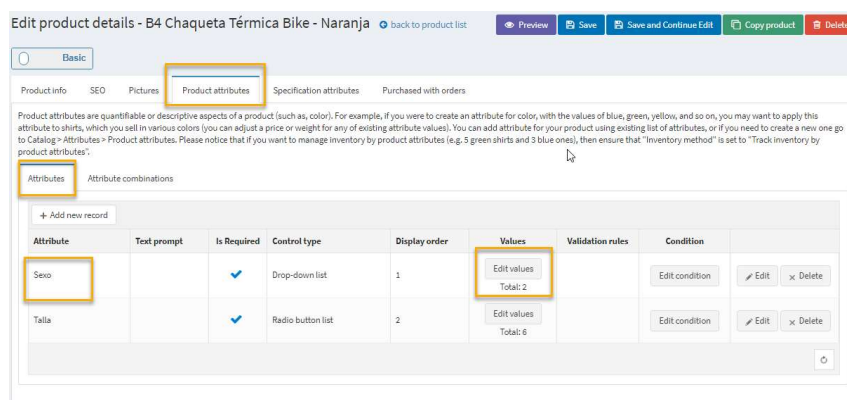 Edit product details - B4 Chaqueta Térmica Bike - Naranja back to product list Preview Save Save and Continue Edit Copy product Delete
Basic
Product info SEO Pictures Product attributes Specification attributes Purchased with orders
Product attributes are quantifiable or descriptive aspects of a product (such as, color). For example, if you were to create an attribute for color, with the values of blue, green, yellow, and so on, you may want to apply this
attribute to shirts, which you sell in various colors (you can adjust a price or weight for any of existing attribute values). You can add attribute for your product using existing list of attributes, or if you need to create a new one go
to Catalog > Attributes > Product attributes. Please notice that if you want to manage inventory by product attributes (e.g. 5 green shirts and 3 blue ones), then ensure that "Inventory method" is set to "Track inventory by
product attributes".
Attributes Attribute combinations
+ Add new record
Attribute Text prompt Is Required Control type Display order Values Validation rules Condition
Sexo Drop-down list 1 Edit values Edit condition Edit Delete
Total: 2
Talla Radio button list 2 Edit values Edit condition Edit Delete
Total: 6